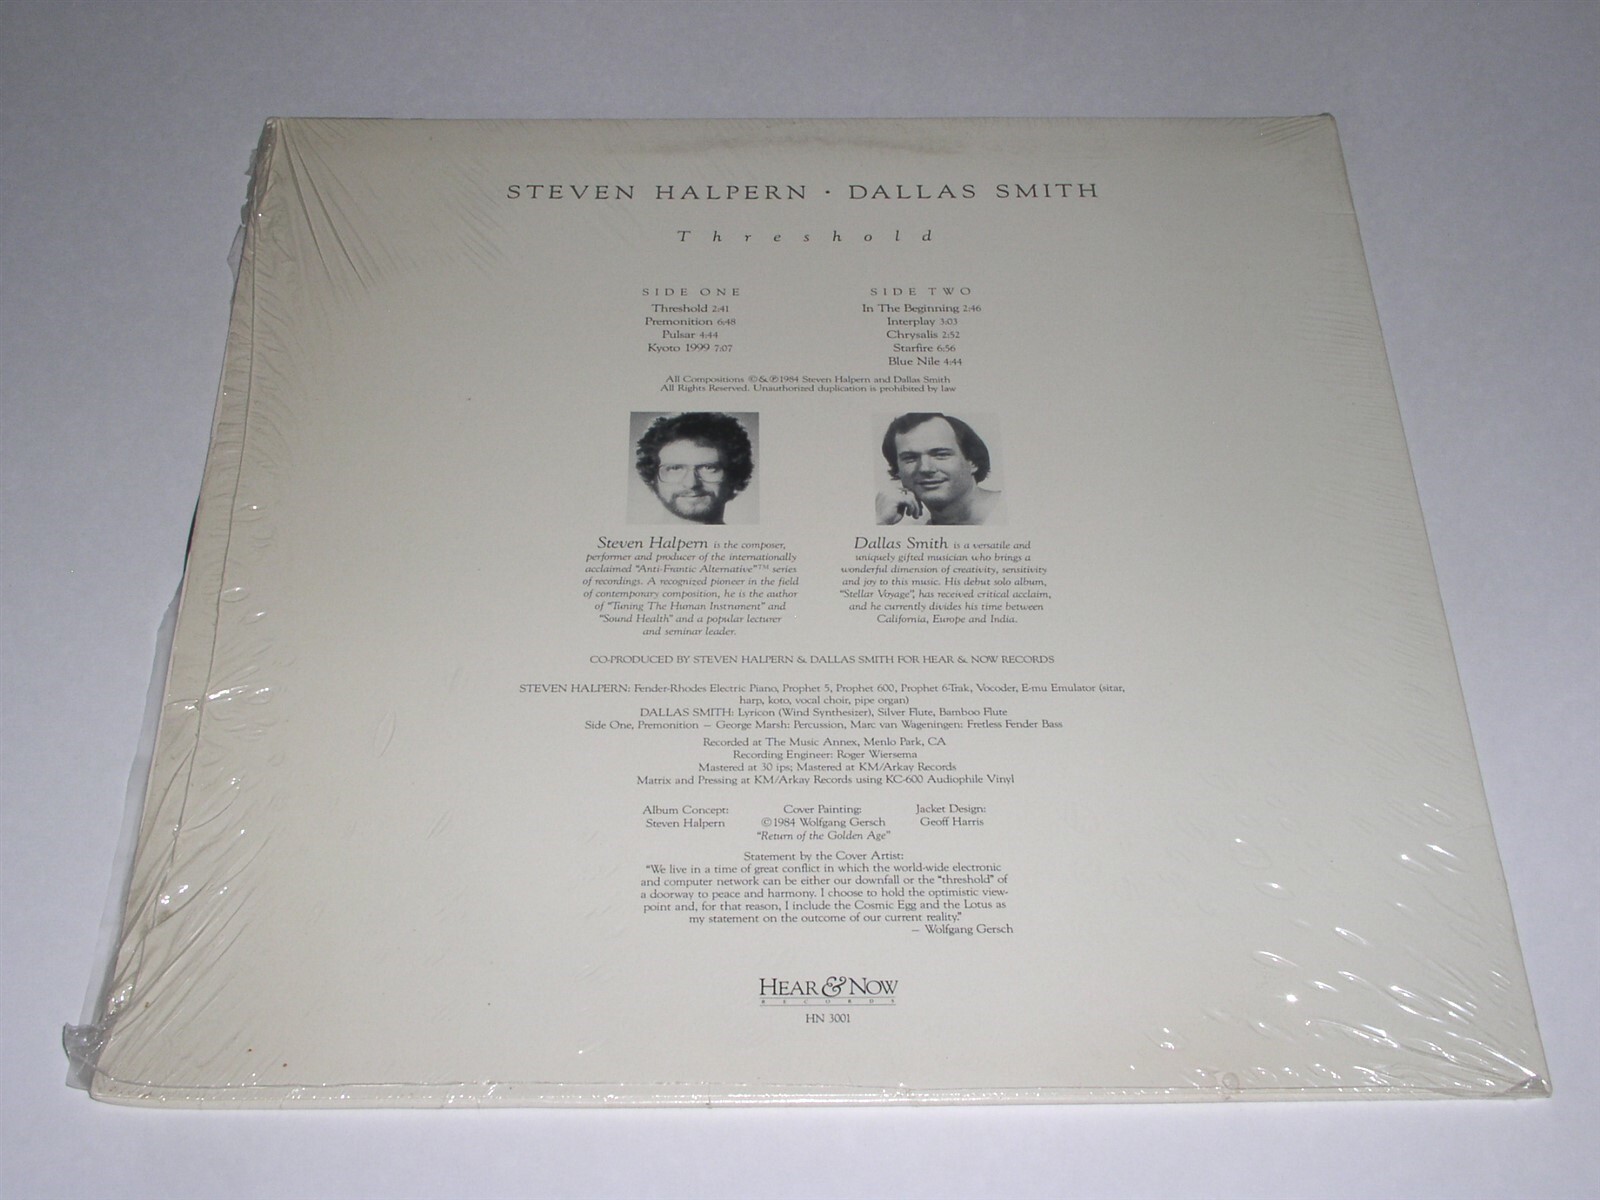 STEVEN HALPERN · DALLAS SMITH
Threshold
SIDE ONE
Threshold 2:41
Premonition 6:48
Pulsar 4:44
Kyoto 1999 7:07
SIDE TWO
In The Beginning 2:46
Interplay 3:03
Chrysalis 2:52
Starfire 6:56
Blue Nile 4:44
All Compositions ©&℗1984 Steven Halpern and Dallas Smith
All Rights Reserved. Unauthorized duplication is prohibited by law
Steven Halpern is the composer,
performer and producer of the internationally
acclaimed "Anti-Frantic Alternative"™ series
of recordings. A recognized pioneer in the field
of contemporary composition, he is the author
of "Tuning The Human Instrument" and
"Sound Health" and a popular lecturer
and seminar leader.
Dallas Smith is a versatile and
uniquely gifted musician who brings a
wonderful dimension of creativity, sensitivity
and joy to this music. His debut solo album,
"Stellar Voyage", has received critical acclaim,
and he currently divides his time between
California, Europe and India.
CO-PRODUCED BY STEVEN HALPERN & DALLAS SMITH FOR HEAR & NOW RECORDS
STEVEN HALPERN: Fender-Rhodes Electric Piano, Prophet 5, Prophet 600, Prophet 6-Trak, Vocoder, E-mu Emulator (sitar,
harp, koto, vocal choir, pipe organ)
DALLAS SMITH: Lyricon (Wind Synthesizer), Silver Flute, Bamboo Flute
Side One, Premonition — George Marsh: Percussion, Marc van Wageningen: Fretless Fender Bass
Recorded at The Music Annex, Menlo Park, CA
Recording Engineer: Roger Wiersema
Mastered at 30 ips; Mastered at KM/Arkay Records
Matrix and Pressing at KM/Arkay Records using KC-600 Audiophile Vinyl
Album Concept:
Steven Halpern
Cover Painting:
©1984 Wolfgang Gersch
"Return of the Golden Age"
Jacket Design:
Geoff Harris
Statement by the Cover Artist:
"We live in a time of great conflict in which the world-wide electronic
and computer network can be either our downfall or the "threshold" of
a doorway to peace and harmony. I choose to hold the optimistic view-
point and, for that reason, I include the Cosmic Egg and the Lotus as
my statement on the outcome of our current reality."
— Wolfgang Gersch
HEAR & NOW
RECORDS
HN 3001